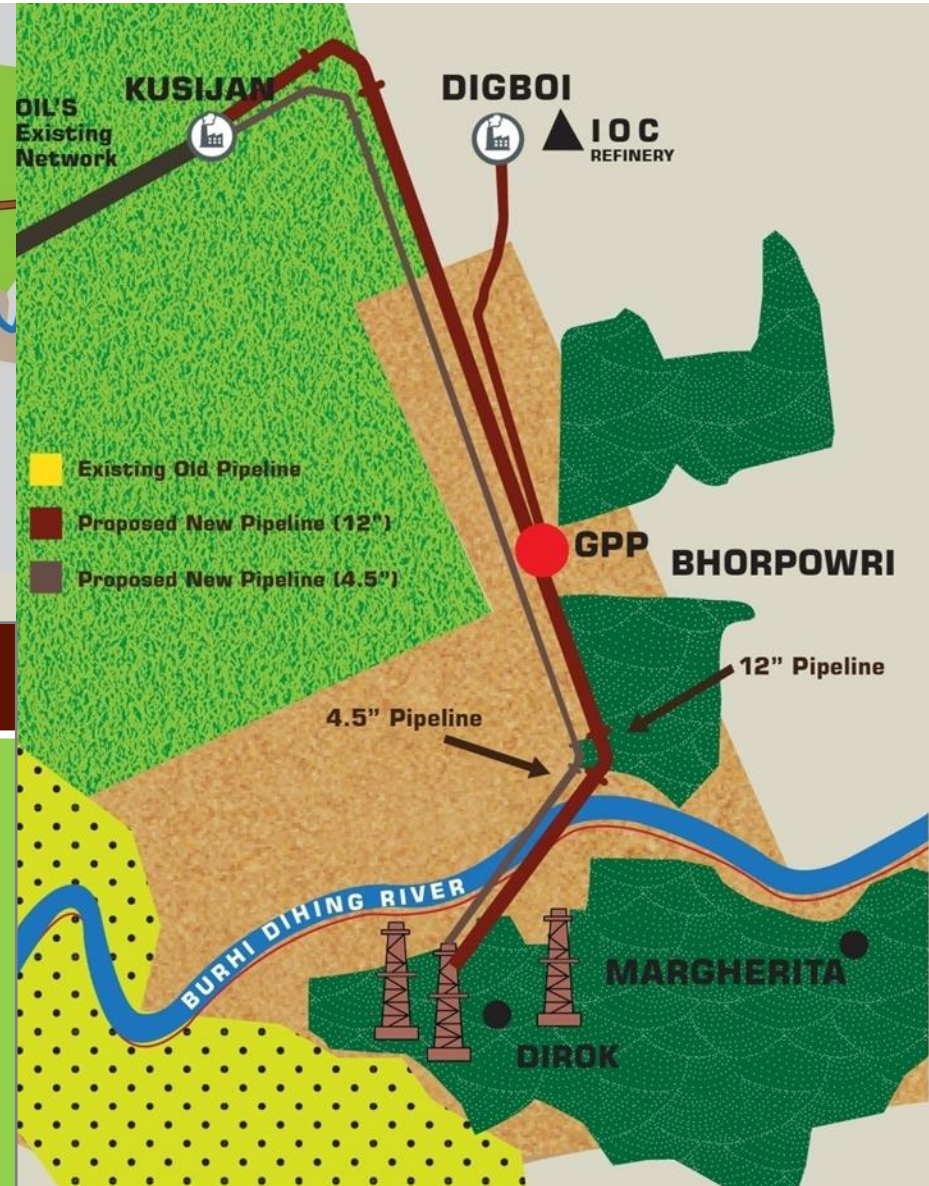 KUSIJAN
DIGBOI
OIL'S
Existing
Network
IOC
REFINERY
Existing Old Pipeline
Proposed New Pipeline (12")
Proposed New Pipeline (4.5")
GPP
BHORPOWRI
12” Pipeline
4.5” Pipeline
BURHI DIHING RIVER
MARGHERITA
DIROK